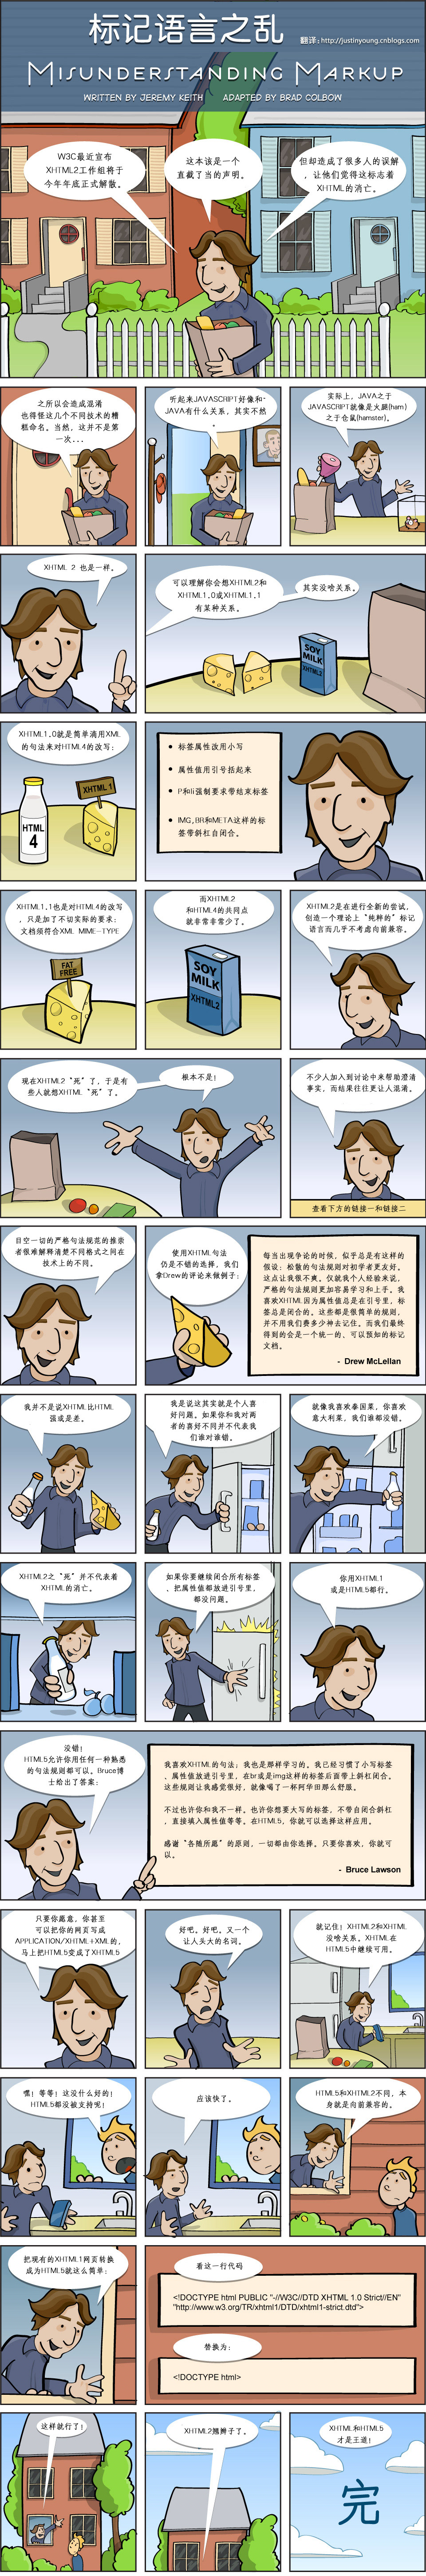 标记语言之乱
翻译：http://justinyoung.cnblogs.com
MISUNDERSTANDING MARKUP
WRITTEN BY JEREMY KEITH ADAPTED BY BRAD COLBOW
W3C最近宣布
XHTML2工作组将于
今年年底正式解散。
这本该是一个
直截了当的声明。
但却造成了很多人的误解
，让他们觉得这标志着
XHTML的消亡。
之所以会造成混淆
也得怪这几个不同技术的糟
糕命名。当然，这并不是第
一次...
听起来JAVASCRIPT好像和
JAVA有什么关系，其实不然
。
实际上，JAVA之于
JAVASCRIPT就像是火腿(ham)
之于仓鼠(hamster)。
XHTML 2 也是一样。
可以理解你会想XHTML2和
XHTML1.0或XHTML1.1
有某种关系。
其实没啥关系。
SOY
MILK
XHTML2
XHTML1.0就是简单滴用XML
的句法来对HTML4的改写：
HTML
4
XHTML 1
标签属性改用小写
属性值用引号括起来
P和li强制要求带结束标签
IMG,BR和META这样的标
签带斜杠自闭合。
XHTML1.1也是对HTML4的改写
，只是加了不切实际的要求：
文档须符合XML MIME-TYPE
FAT
FREE
而XHTML2
和HTML4的共同点
就非常非常少了。
SOY
MILK
XHTML2
XHTML2是在进行全新的尝试，
创造一个理论上“纯粹的”标记
语言而几乎不考虑向前兼容。
现在XHTML2“死”了，于是有
些人就想XHTML“死”了。
根本不是！
不少人加入到讨论中来帮助澄清
事实，而结果往往更让人混淆。
查看下方的链接一和链接二
目空一切的严格句法规范的推崇
者很难解释清楚不同格式之间在
技术上的不同。
使用XHTML句法
仍是不错的选择，我们
拿Drew的评论来做例子：
每当出现争论的时候，似乎总是有这样的
假设：松散的句法规则对初学者更友好。
这点让我很不爽。仅就我个人经验来说，
严格的句法规则更加容易学习和上手。我
喜欢XHTML因为属性值总是在引号里，标
签总是闭合的。这些都是很简单的规则，
并不用我们费多少神去记住。而我们最终
得到的会是一个统一的、可以预知的标记
文档。
- Drew McLellan
我并不是说XHTML比HTML
强或是差。
我是说这其实就是个人喜
好问题。如果你和我对两
者的喜好不同并不代表我
们谁对谁错。
就像我喜欢泰国菜，你喜欢
意大利菜，我们谁都没错。
XHTML2之“死”并不代表着
XHTML的消亡。
如果你要继续闭合所有标签
、把属性值都放进引号里，
都没问题。
你用XHTML1
或是HTML5都行。
没错！
HTML5允许你用任何一种熟悉
的句法规则都可以。Bruce博
士给出了答案：
我喜欢XHTML的句法；我也是那样学习的。我已经习惯了小写标签
，属性值放进引号里，在br或是img这样的标签后面带上斜杠闭合。
这些规则让我感觉很好，就像喝了一杯阿华田那么舒服。
不过也许你和我不一样。也许你想要大写的标签，不带自闭合斜杠
，直接填入属性值等等。在HTML5，你就可以选择这样应用。
感谢“各随所愿”的原则，一切都由你选择。只要你喜欢，你就可
以。
- Bruce Lawson
只要你愿意，你甚至
可以把你的网页写成
APPLICATION/XHTML+XML的，
马上把HTML5变成了XHTML5
好吧。好吧。又一个
让人头大的名词。
就记住！XHTML2和XHTML
没啥关系。XHTML在
HTML5中继续可用。
嘿！等等！这没什么好的！
HTML5都没被支持呢！
应该快了。
HTML5和XHTML2不同，本
身就是向前兼容的。
把现有的XHTML1网页转换
成为HTML5就这么简单：
看这一行代码
<!DOCTYPE html PUBLIC "-//W3C//DTD XHTML 1.0 Strict//EN"
"http://www.w3.org/TR/xhtml1/DTD/xhtml1-strict.dtd">
替换为：
<!DOCTYPE html>
这样就行了！
XHTML2翘辫子了。
XHTML和HTML5
才是王道！
完